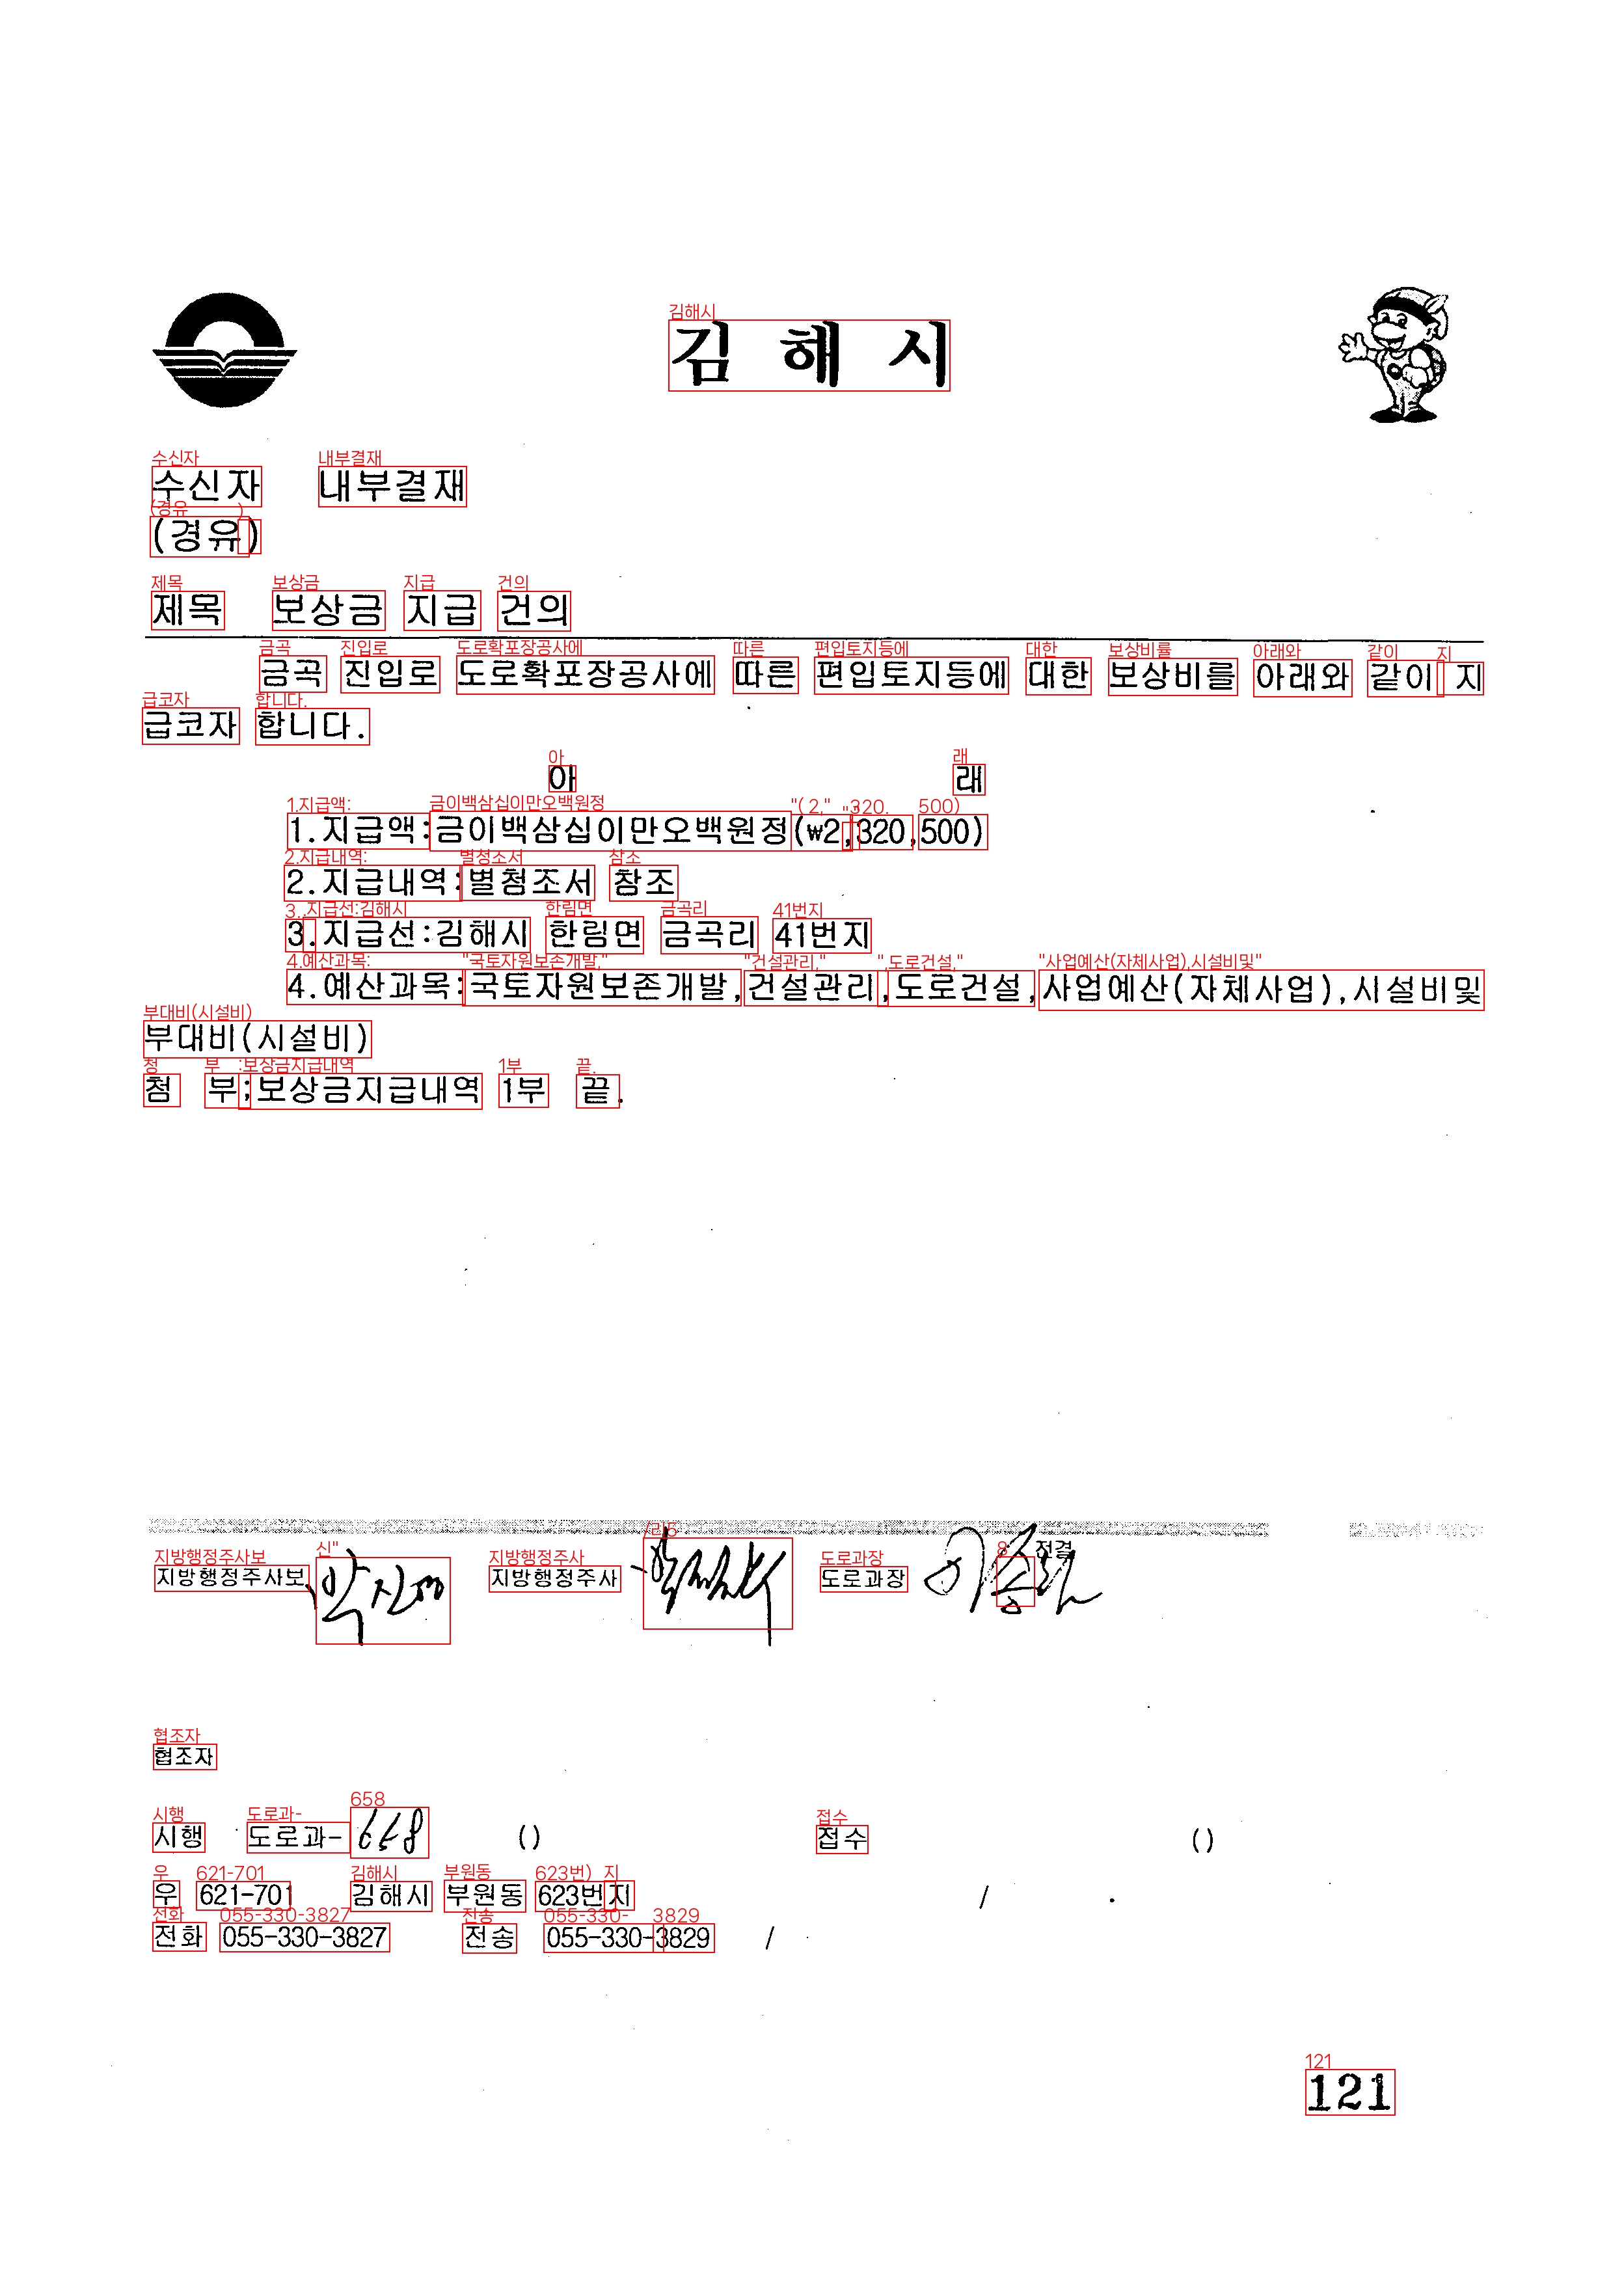 김 해 시
수신자 내부결재
(경유)
제목 보상금 지급 건의
금곡 진입로 도로확포장공사에 따른 편입토지등에 대한 보상비를 아래와 같이 지
급코자 합니다.
아 래
1.지급액:금이백삼십이만오백원정(₩2,320,500)
2.지급내역:별첨조서 참조
3.지급선:김해시 한림면 금곡리 41번지
4.예산과목:국토자원보존개발,건설관리,도로건설,사업예산(자체사업),시설비및
부대비(시설비)
첨 부;보상금지급내역 1부 끝.
지방행정주사보 지방행정주사 도로과장 전결
협조자
시행 도로과-658 ( ) 접수 ( )
우 621-701 김해시 부원동 623번지 /
전화 055-330-3827 전송 055-330-3829 /
121